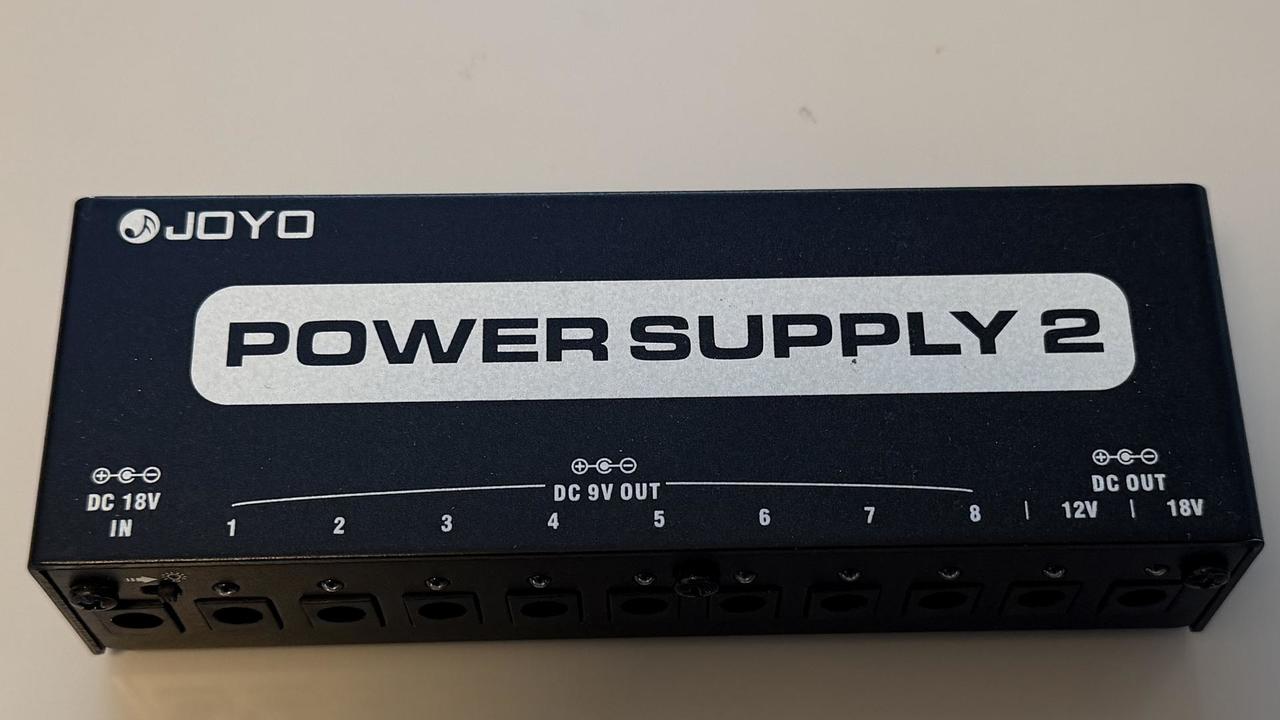 JOYO
POWER SUPPLY 2
DC 18V
IN
DC 9V OUT
1 2 3 4 5 6 7 8
DC OUT
12V 18V